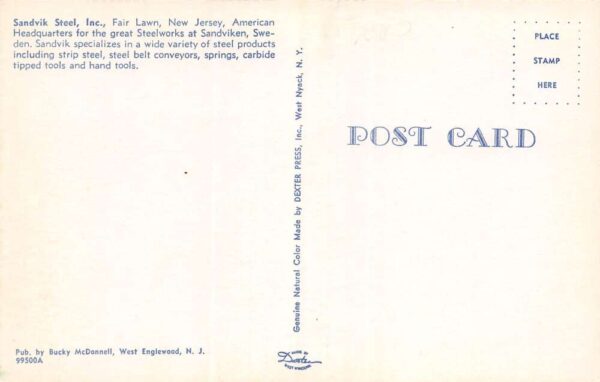 Sandvik Steel, Inc., Fair Lawn, New Jersey, American
Headquarters for the great Steelworks at Sandviken, Swe-
den. Sandvik specializes in a wide variety of steel products
including strip steel, steel belt conveyors, springs, carbide
tipped tools and hand tools.
Pub. by Bucky McDonnell, West Englewood, N. J.
99500A
Genuine Natural Color Made by DEXTER PRESS, Inc., West Nyack, N. Y.
Dexter
PLACE
STAMP
HERE
POST CARD